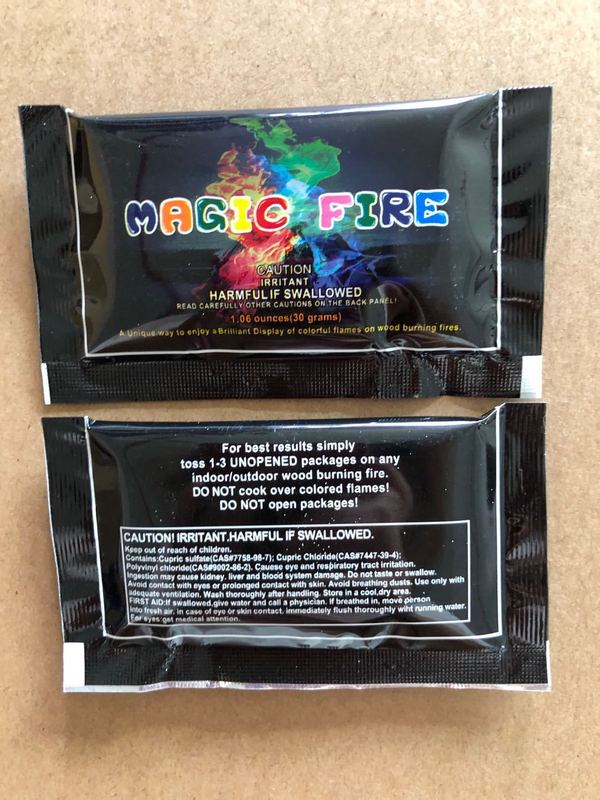 MAGIC FIRE
CAUTION
IRRITANT
HARMFUL IF SWALLOWED
READ CAREFULLY OTHER CAUTIONS ON THE BACK PANEL!
1.06 ounces(30 grams)
A Unique way to enjoy a Brilliant Display of colorful flames on wood burning fires.
For best results simply
toss 1-3 UNOPENED packages on any
indoor/outdoor wood burning fire.
DO NOT cook over colored flames!
DO NOT open packages!
CAUTION! IRRITANT.HARMFUL IF SWALLOWED.
Keep out of reach of children.
Contains:Cupric sulfate(CAS#7758-98-7); Cupric Chloride(CAS#7447-39-4);
Polyvinyl chloride(CAS#9002-86-2). Causese eye and respiratory tract irritation.
Ingestion may cause kidney. liver and blood system damage. Do not taste or swallow.
Avoid contact with eyes or prolonged contact with skin. Avoid breathing dusts. Use only with
adequate ventilation. Wash thoroughly after handling. Store in a cool,dry area.
FIRST AID:If swallowed,give water and call a physician. If breathed in, move person
into fresh air. in case of eye or skin contact. immediately flush thoroughly wiht running water.
For eyes:get medical attention.